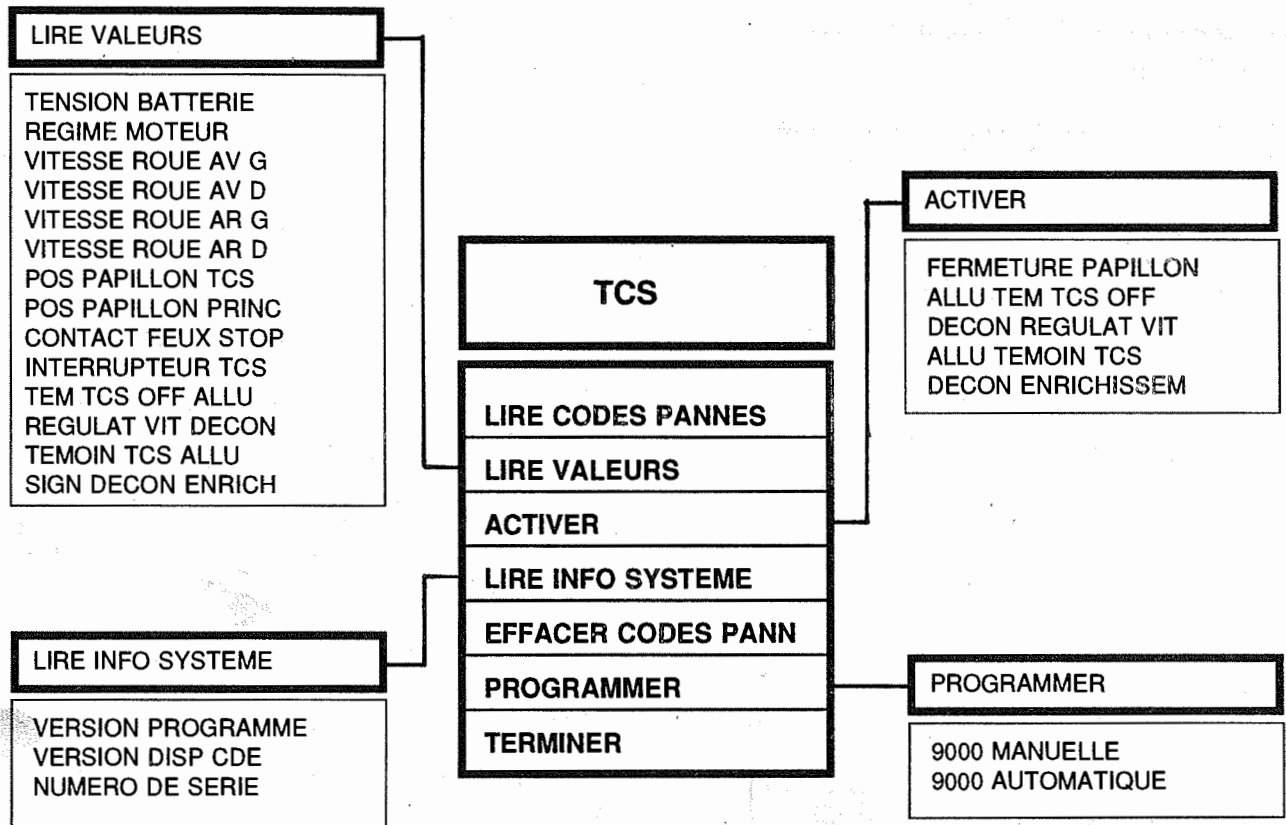 LIRE VALEURS
TENSION BATTERIE
REGIME MOTEUR
VITESSE ROUE AV G
VITESSE ROUE AV D
VITESSE ROUE AR G
VITESSE ROUE AR D
POS PAPILLON TCS
POS PAPILLON PRINC
CONTACT FEUX STOP
INTERRUPTEUR TCS
TEM TCS OFF ALLU
REGULAT VIT DECON
TEMOIN TCS ALLU
SIGN DECON ENRICH
LIRE INFO SYSTEME
VERSION PROGRAMME
VERSION DISP CDE
NUMERO DE SERIE
TCS
LIRE CODES PANNES
LIRE VALEURS
ACTIVER
LIRE INFO SYSTEME
EFFACER CODES PANN
PROGRAMMER
TERMINER
ACTIVER
FERMETURE PAPILLON
ALLU TEM TCS OFF
DECON REGULAT VIT
ALLU TEMOIN TCS
DECON ENRICHISSEM
PROGRAMMER
9000 MANUELLE
9000 AUTOMATIQUE